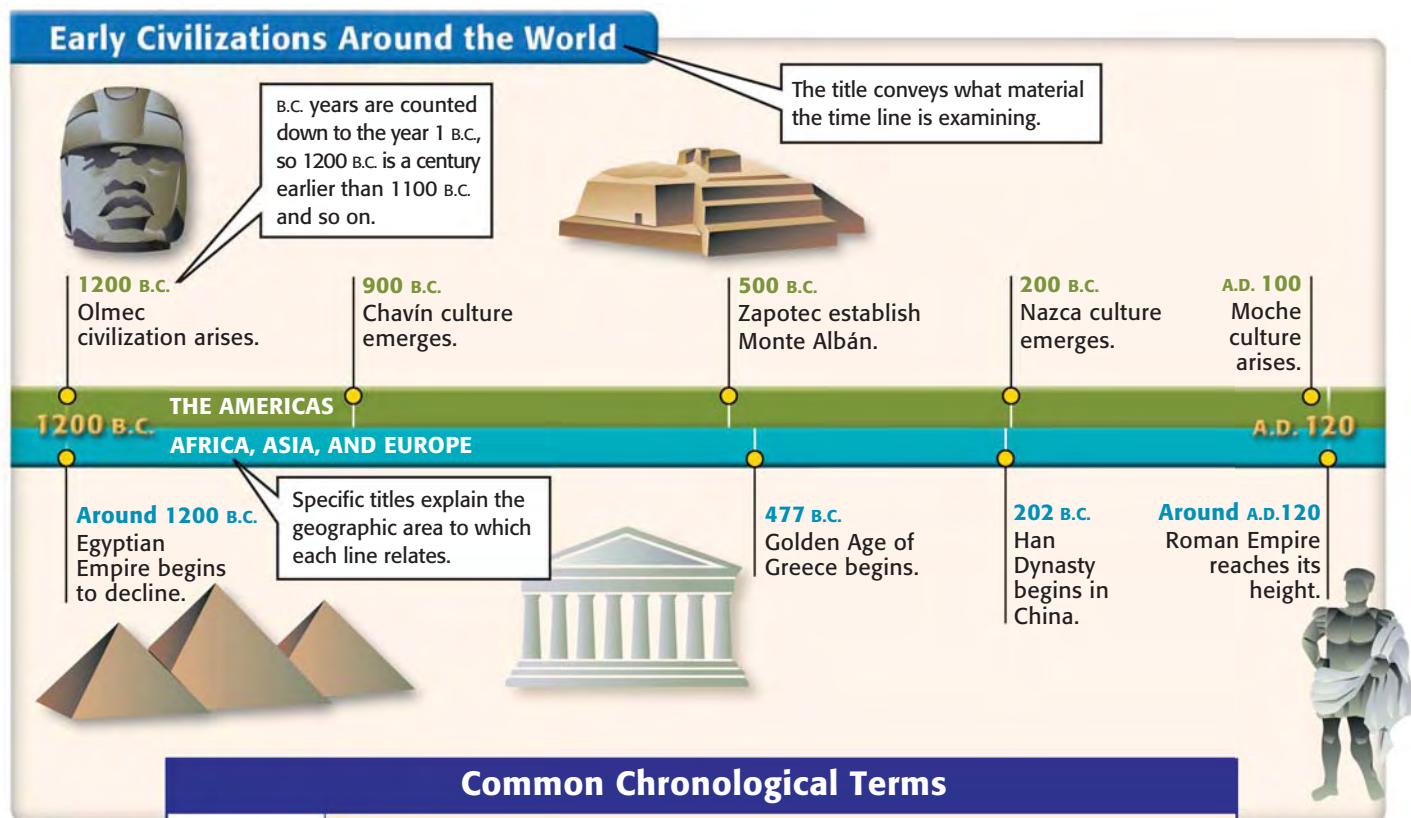 Early Civilizations Around the World
B.C. years are counted
down to the year 1 B.C.,
so 1200 B.C. is a century
earlier than 1100 B.C.
and so on.
The title conveys what material
the time line is examining.
1200 B.C.
Olmec
civilization arises.
900 B.C.
Chavín culture
emerges.
500 B.C.
Zapotec establish
Monte Albán.
200 B.C.
Nazca culture
emerges.
A.D. 100
Moche
culture
arises.
THE AMERICAS
1200 B.C.
A.D. 120
AFRICA, ASIA, AND EUROPE
Specific titles explain the
geographic area to which
each line relates.
Around 1200 B.C.
Egyptian
Empire begins
to decline.
477 B.C.
Golden Age of
Greece begins.
202 B.C.
Han
Dynasty
begins in
China.
Around A.D.120
Roman Empire
reaches its
height.
Common Chronological Terms